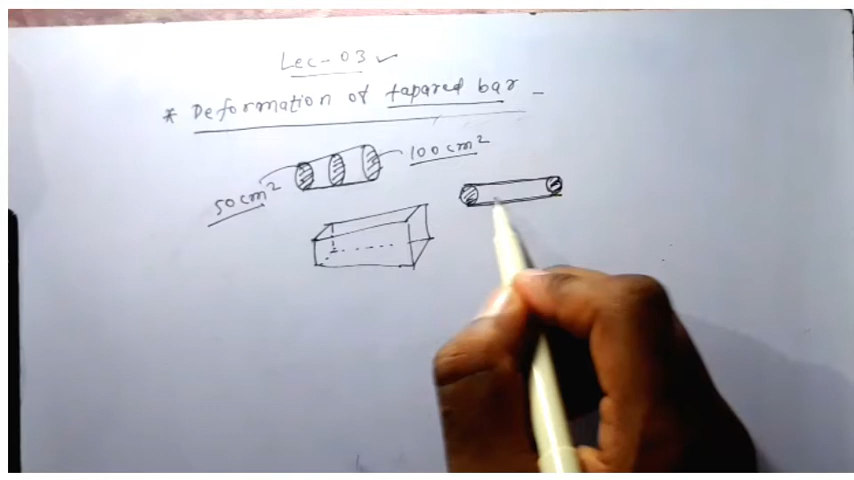 Lec-03 ✓
* Deformation of tapared bar -
100 cm²
50 cm²